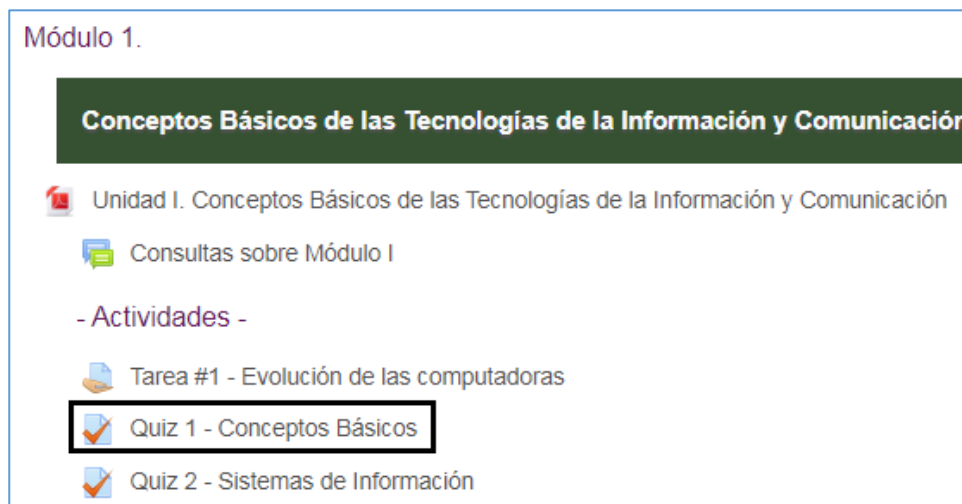 Módulo 1.
Conceptos Básicos de las Tecnologías de la Información y Comunicación
Unidad I. Conceptos Básicos de las Tecnologías de la Información y Comunicación
Consultas sobre Módulo I
- Actividades -
Tarea #1 - Evolución de las computadoras
Quiz 1 - Conceptos Básicos
Quiz 2 - Sistemas de Información